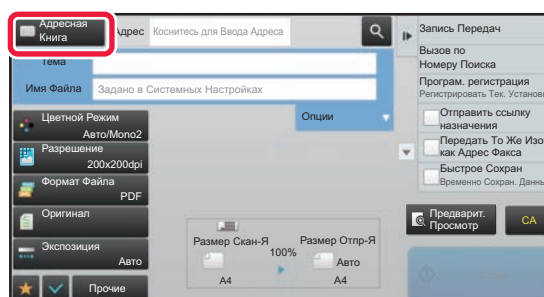 Адресная
Книга
Адрес
Коснитесь для Ввода Адреса
Тема
Имя Файла
Задано в Системных Настройках
Цветной Режим
Авто/Mono2
Опции
Разрешение
200x200dpi
Формат Файла
PDF
Оригинал
Экспозиция
Авто
Прочие
Размер Скан-Я
100%
Размер Отпр-Я
Авто
A4
A4
Запись Передач
Вызов по
Номеру Поиска
Програм. регистрация
Регистрировать Тек. Установ
Отправить ссылку
назначения
Передать То Же Изо
как Адрес Факса
Быстрое Сохран
Временно Сохран. Данны
Предварит.
Просмотр
CA